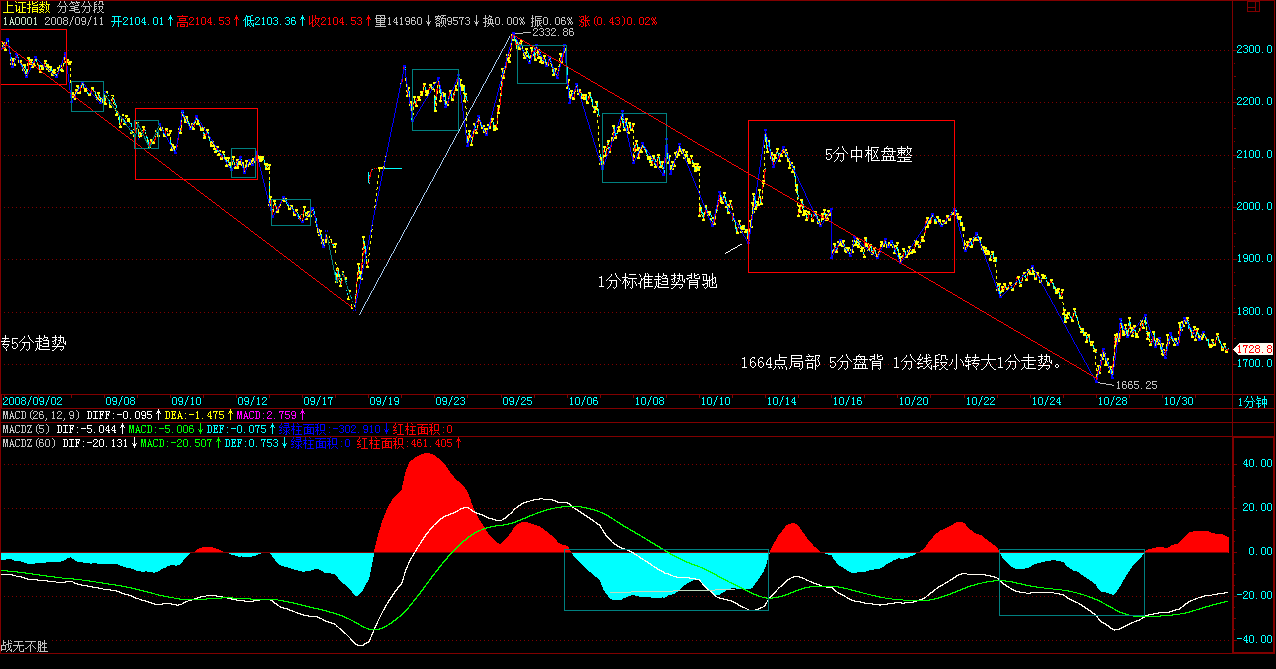 上证指数 分笔分段
1A0001 2008/09/11 开2104.01↑高2104.53↑低2103.36↑收2104.53↑量141960↓额9573↓换0.00% 振0.06% 涨(0.43)0.02%
2332.86
2300.0
2200.0
2100.0
5分中枢盘整
2000.0
1900.0
1分标准趋势背驰
1800.0
转5分趋势
1728.8
1664点局部 5分盘背 1分线段小转大1分走势。
1700.0
1665.25
2008/09/02 09/08 09/10 09/12 09/17 09/19 09/23 09/25 10/06 10/08 10/10 10/14 10/16 10/20 10/22 10/24 10/28 10/30 1分钟
MACD(26,12,9) DIFF:-0.095↑DEA:-1.475↑MACD:2.759↑
MACDZ(5) DIF:-5.044↑MACD:-5.006↓DEF:-0.075↑绿柱面积:-302.910↓红柱面积:0
MACDZ(60) DIF:-20.131↓MACD:-20.507↑DEF:0.753↓绿柱面积:0 红柱面积:481.405↑
40.00
20.00
0.00
-20.00
-40.00
战无不胜